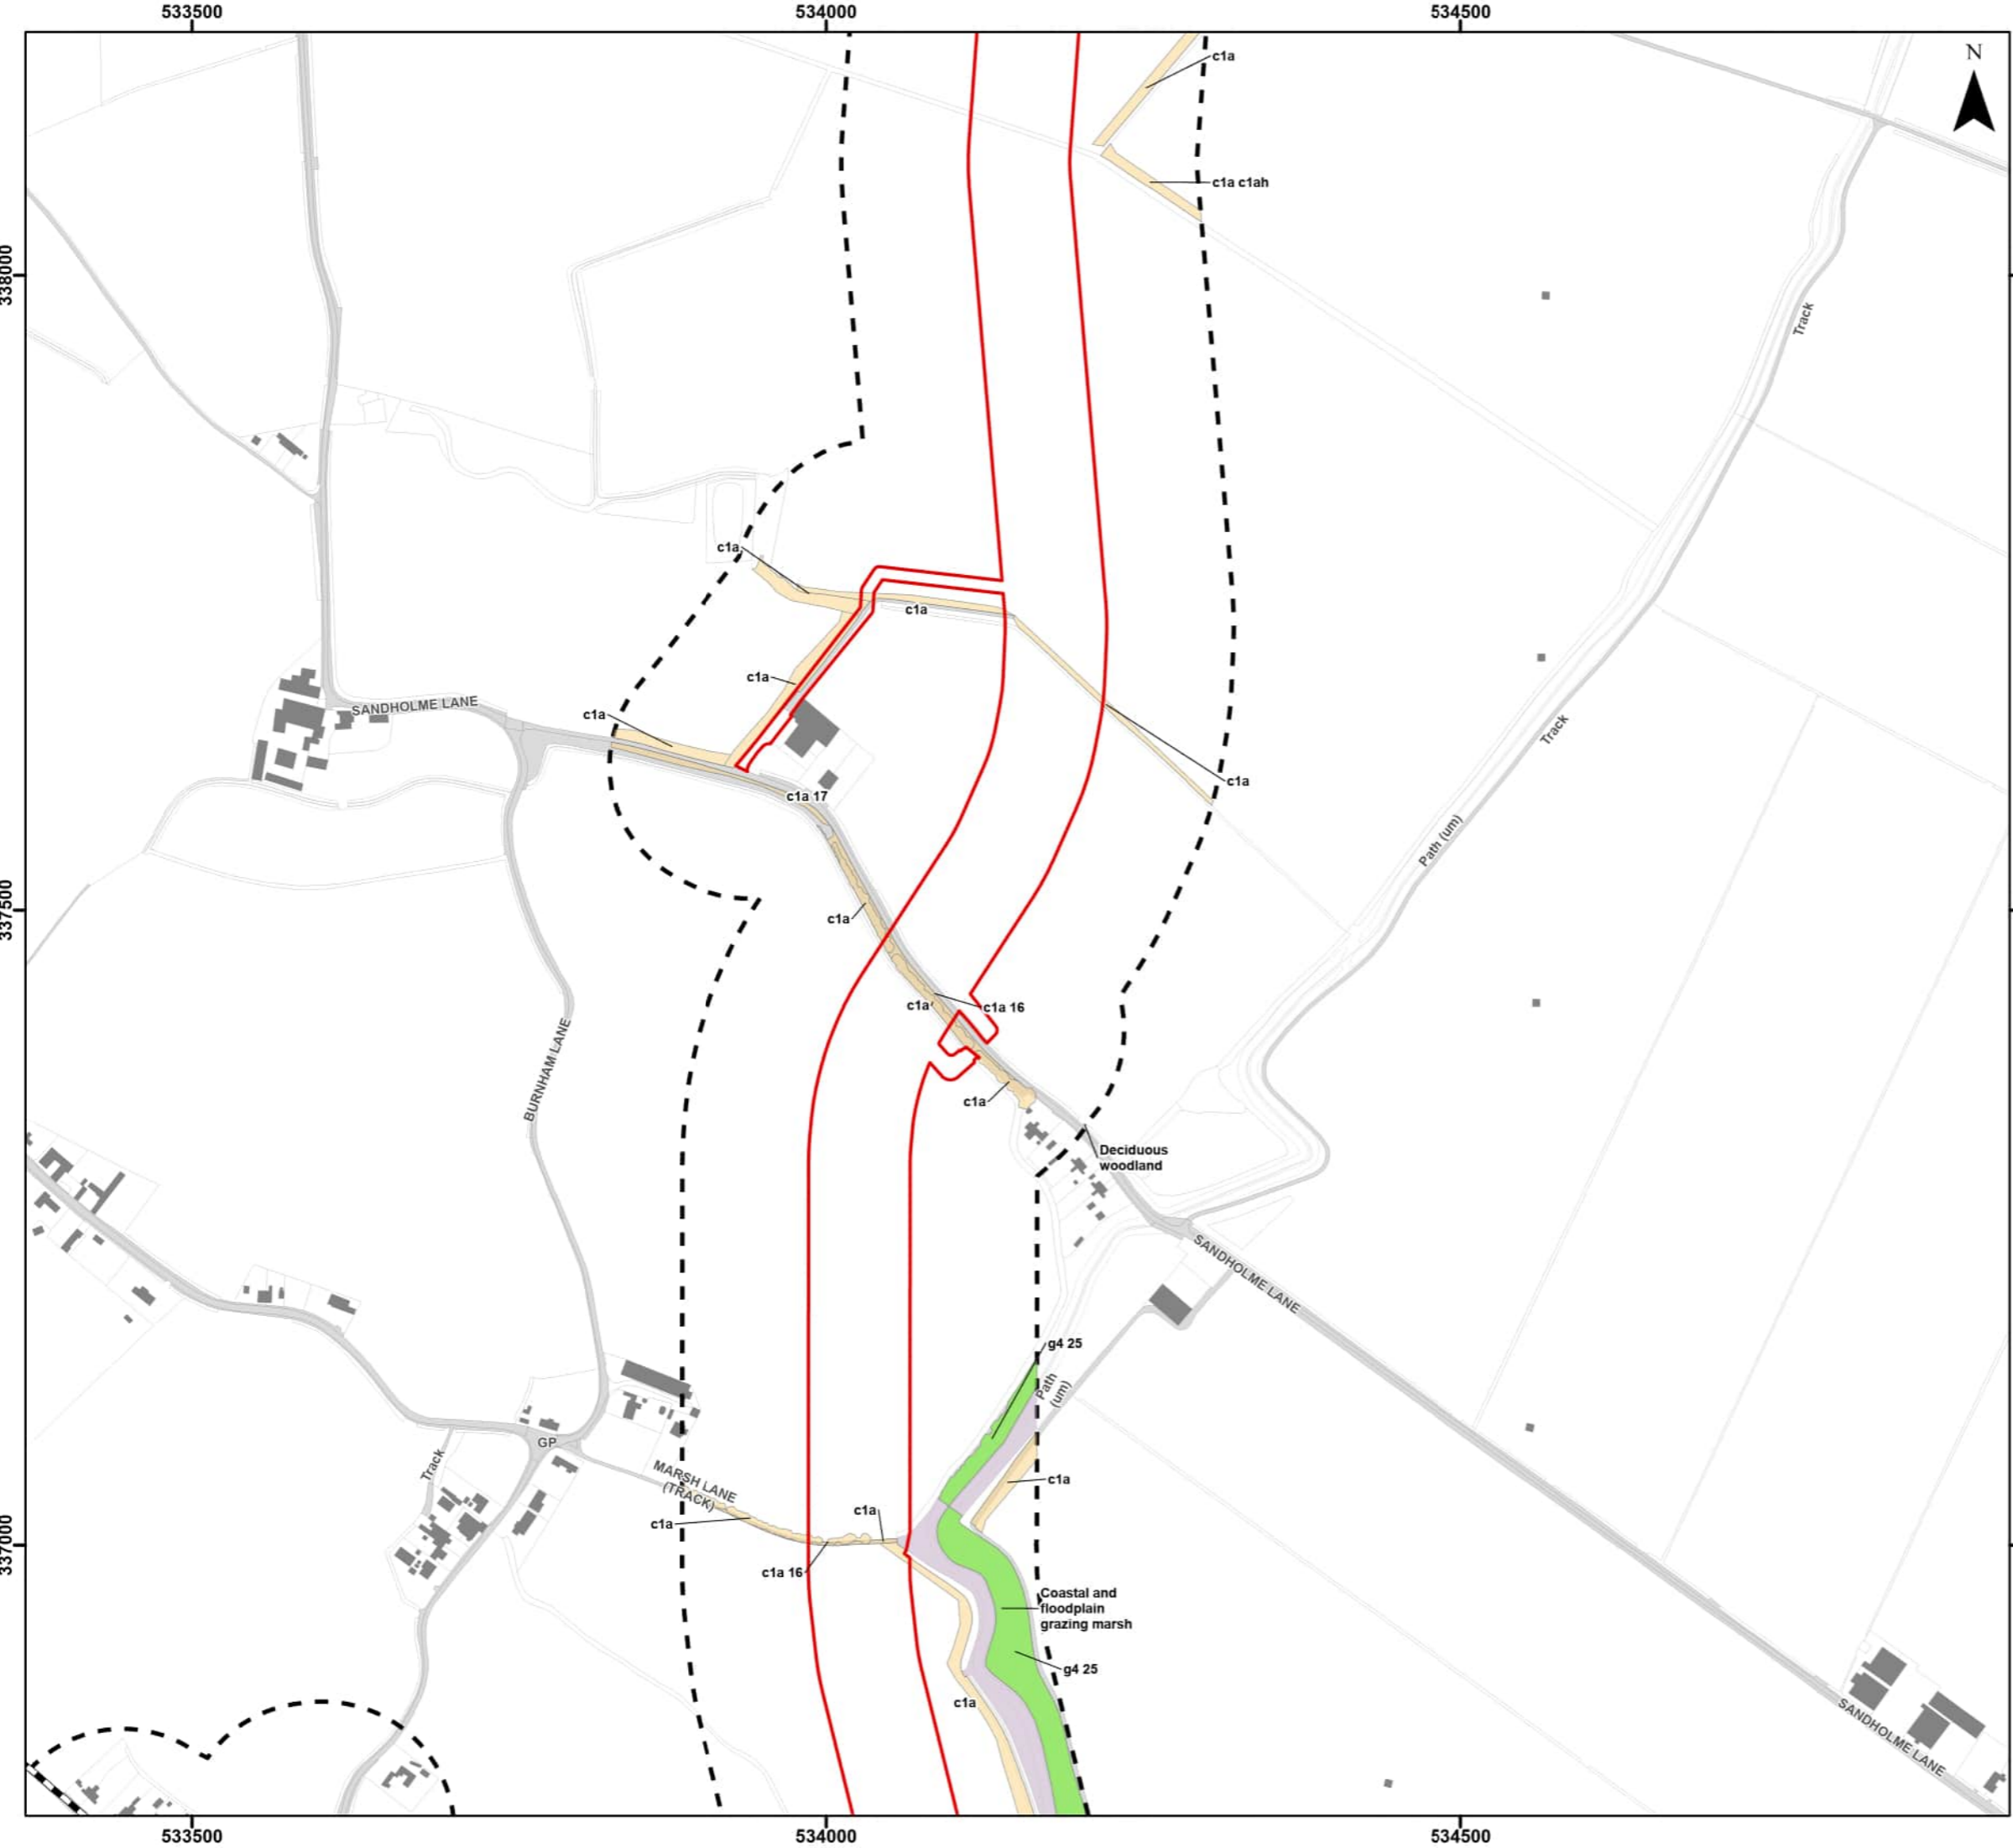 533500
534000
534500
N
c1a
c1a c1ah
338000
Track
c1a
c1a
c1a
SANDHOLME LANE
c1a
Track
c1a
c1a 17
Path (um)
337500
c1a
c1a
c1a 16
BURNHAM LANE
c1a
Deciduous
woodland
SANDHOLME LANE
g4 25
Path
(um)
GP
Track
MARSH LANE
(TRACK)
c1a
c1a
c1a
337000
c1a 16
Coastal and
floodplain
grazing marsh
g4 25
c1a
SANDHOLME LANE
533500
534000
534500